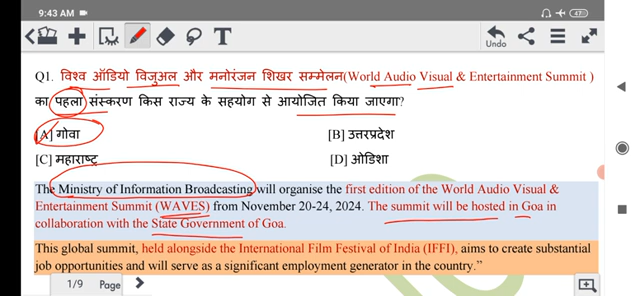 9:43 AM
47
Undo
Q1. विश्व ऑडियो विजुअल और मनोरंजन शिखर सम्मेलन(World Audio Visual & Entertainment Summit )
का पहला संस्करण किस राज्य के सहयोग से आयोजित किया जाएगा?
[A] गोवा [B] उत्तरप्रदेश
[C] महाराष्ट्र [D] ओडिशा
The Ministry of Information Broadcasting will organise the first edition of the World Audio Visual &
Entertainment Summit (WAVES) from November 20-24, 2024. The summit will be hosted in Goa in
collaboration with the State Government of Goa.
This global summit, held alongside the International Film Festival of India (IFFI), aims to create substantial
job opportunities and will serve as a significant employment generator in the country.”
1/9 Page